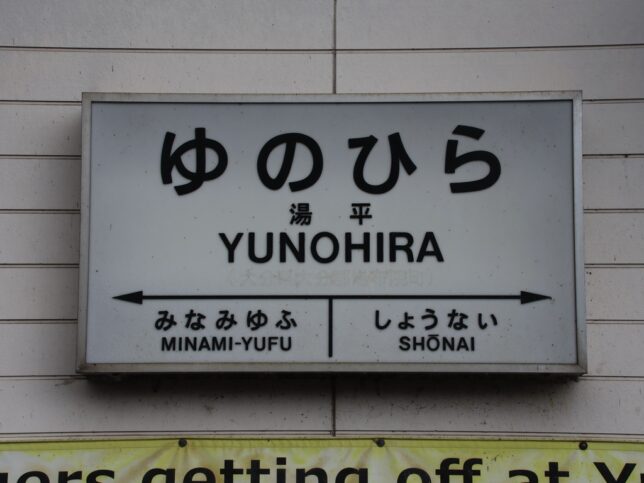 ゆのひら
湯平
YUNOHIRA
みなみゆふ
MINAMI-YUFU
しょうない
SHŌNAI
getting off at